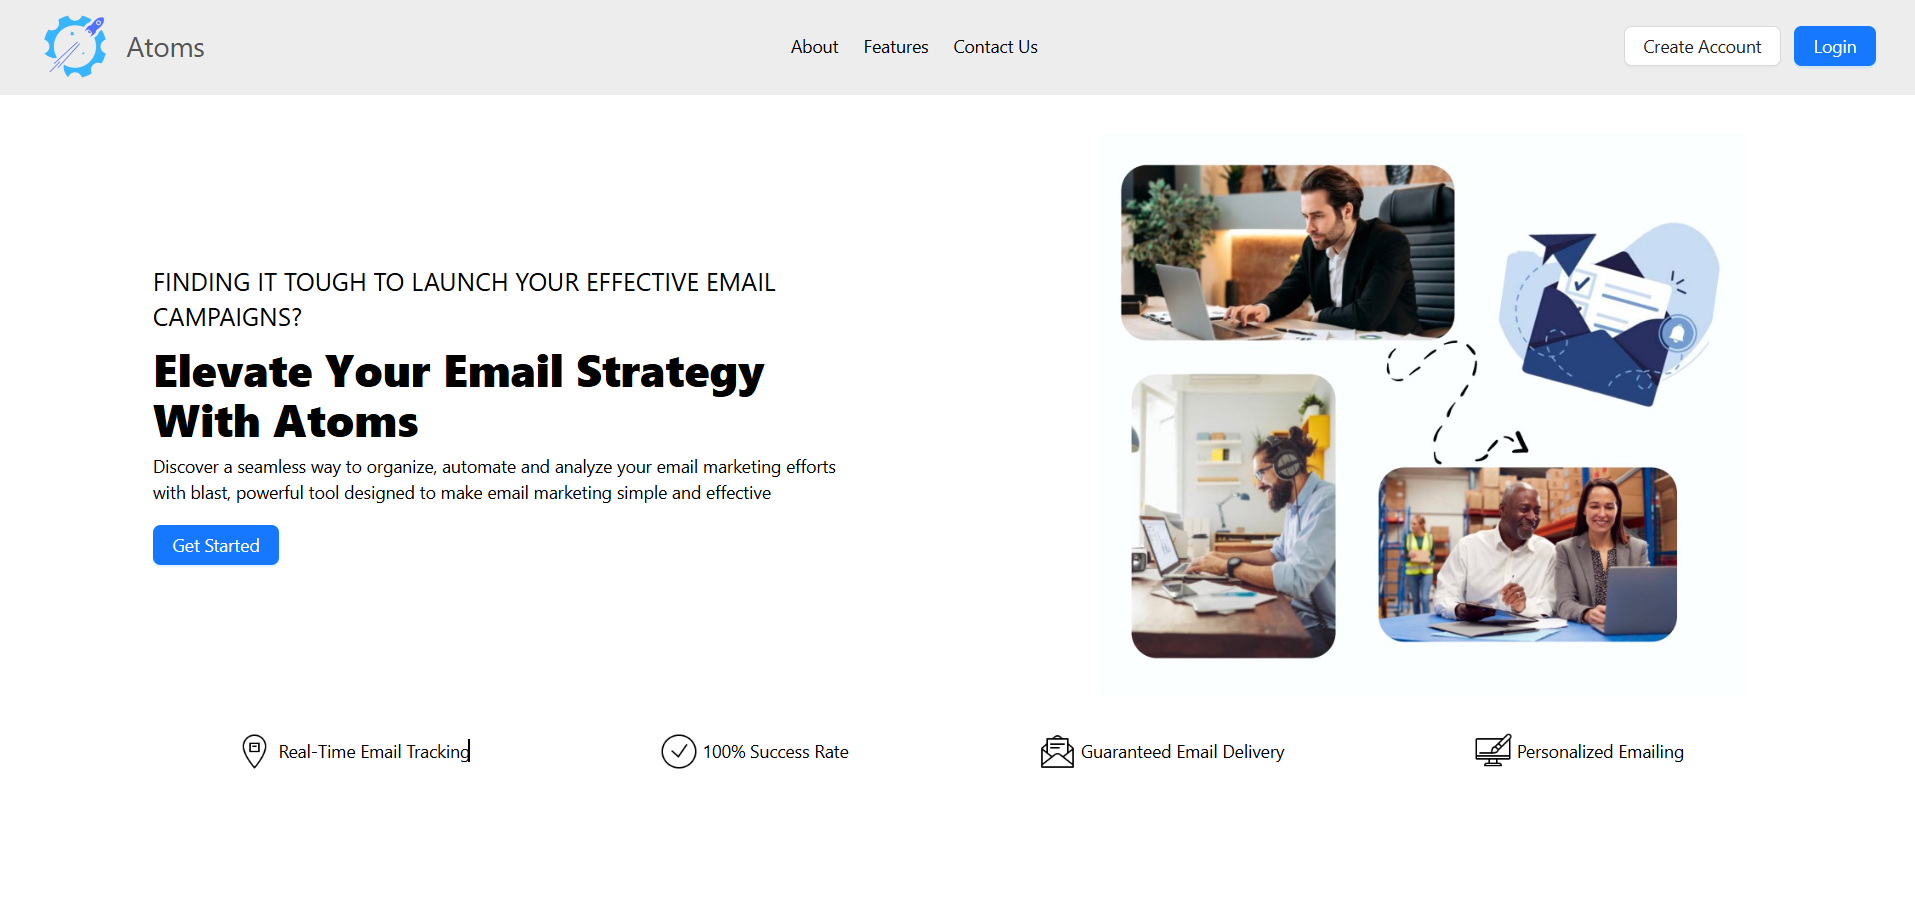 Atoms
About Features Contact Us
Create Account Login
FINDING IT TOUGH TO LAUNCH YOUR EFFECTIVE EMAIL
CAMPAIGNS?
Elevate Your Email Strategy
With Atoms
Discover a seamless way to organize, automate and analyze your email marketing efforts
with blast, powerful tool designed to make email marketing simple and effective
Get Started
Real-Time Email Tracking
100% Success Rate
Guaranteed Email Delivery
Personalized Emailing